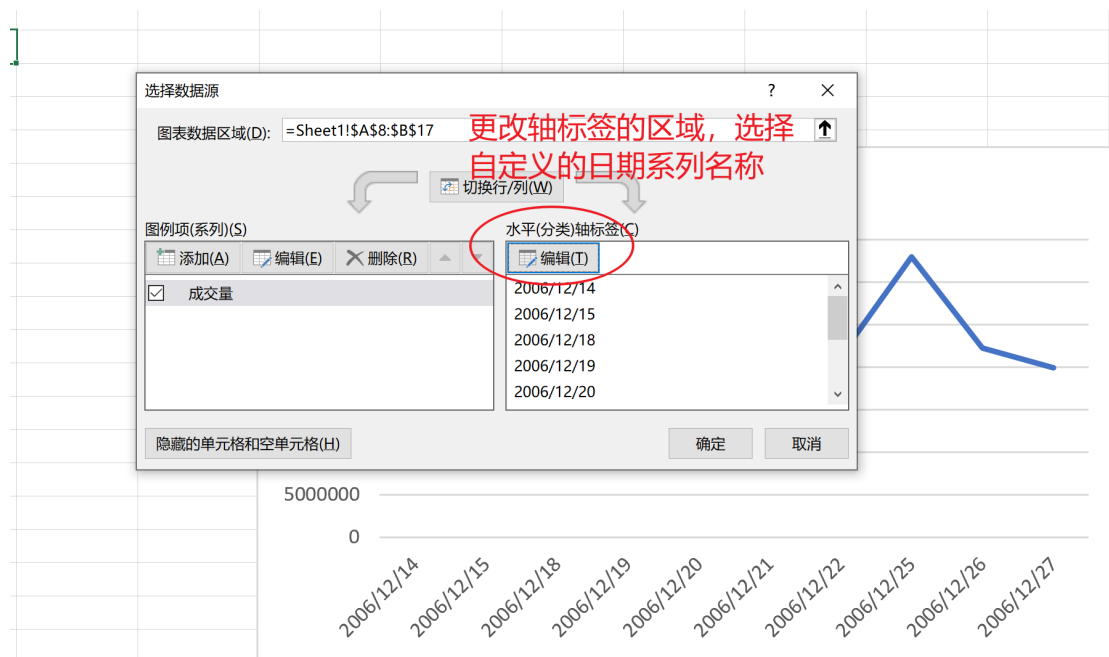 选择数据源
?
×
图表数据区域(D):
=Sheet1!$A$8:$B$17
更改轴标签的区域，选择
自定义的日期系列名称
切换行/列(W)
图例项(系列)(S)
添加(A)
编辑(E)
删除(R)
成交量
水平(分类)轴标签(C)
编辑(T)
2006/12/14
2006/12/15
2006/12/18
2006/12/19
2006/12/20
隐藏的单元格和空单元格(H)
确定
取消
5000000
0
2006/12/14
2006/12/15
2006/12/18
2006/12/19
2006/12/20
2006/12/21
2006/12/22
2006/12/25
2006/12/26
2006/12/27